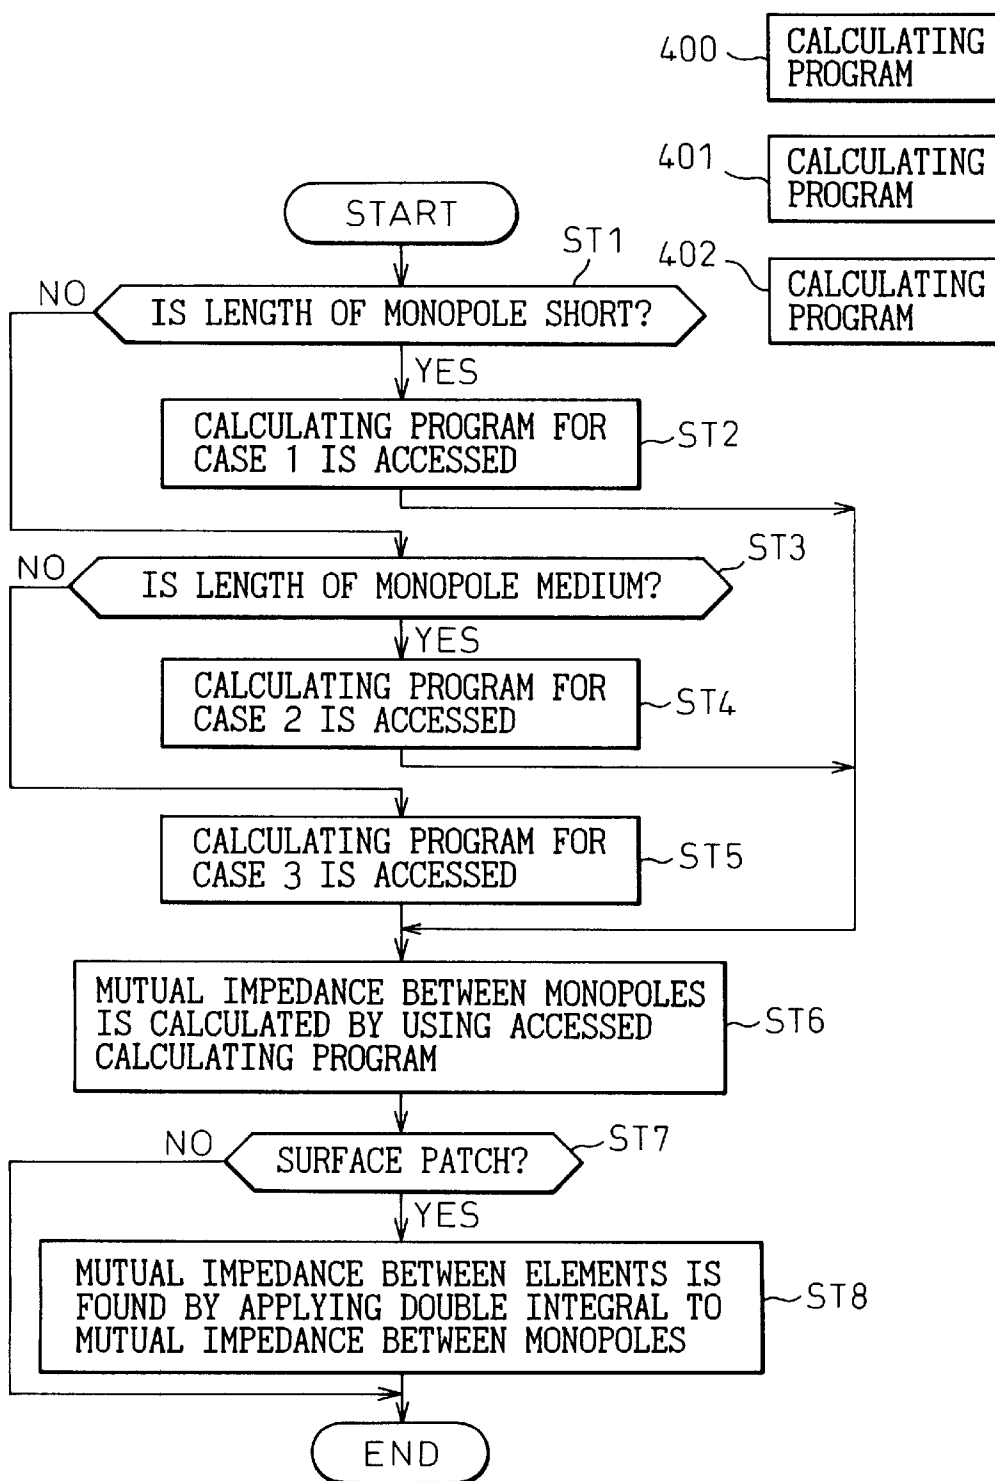 400
CALCULATING
PROGRAM
401
CALCULATING
PROGRAM
402
CALCULATING
PROGRAM
START
ST1
NO
IS LENGTH OF MONOPOLE SHORT?
YES
CALCULATING PROGRAM FOR
CASE 1 IS ACCESSED
ST2
ST3
NO
IS LENGTH OF MONOPOLE MEDIUM?
YES
CALCULATING PROGRAM FOR
CASE 2 IS ACCESSED
ST4
CALCULATING PROGRAM FOR
CASE 3 IS ACCESSED
ST5
MUTUAL IMPEDANCE BETWEEN MONOPOLES
IS CALCULATED BY USING ACCESSED
CALCULATING PROGRAM
ST6
NO
SURFACE PATCH?
ST7
YES
MUTUAL IMPEDANCE BETWEEN ELEMENTS IS
FOUND BY APPLYING DOUBLE INTEGRAL TO
MUTUAL IMPEDANCE BETWEEN MONOPOLES
ST8
END